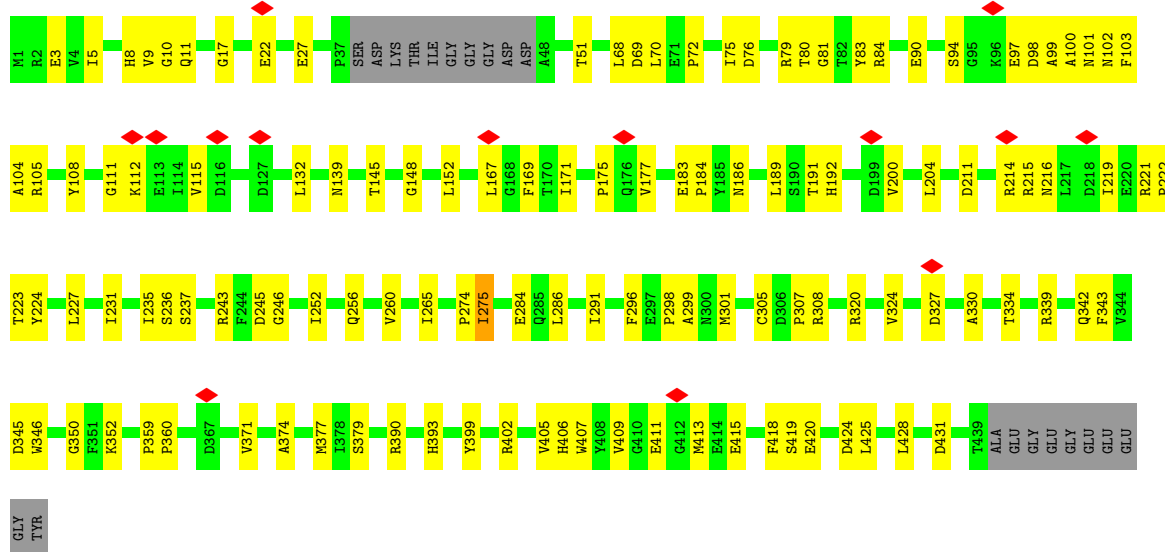 M1 R2 E3 V4 I5 H8 V9 G10 Q11 G17 E22 E27 P37 SER ASP LYS THR ILE GLY GLY GLY ASP ASP A48 T51 L68 D69 L70 E71 P72 I75 D76 R79 T80 G81 T82 Y83 R84 E90 S94 G95 K96 E97 D98 A99 A100 N101 N102 F103
A104 R105 Y108 G111 K112 E113 I114 V115 D116 D127 L132 N139 T145 G148 L152 L167 G168 F169 T170 I171 P175 Q176 V177 E183 P184 Y185 N186 L189 S190 T191 H192 D199 V200 L204 D211 R214 R215 N216 L217 D218 I219 E220 R221 P222
T223 Y224 L227 I231 I235 S236 S237 R243 F244 D245 G246 I252 Q256 V260 I265 P274 I275 E284 Q285 L286 I291 F296 E297 P298 A299 N300 M301 C305 D306 P307 R308 R320 V324 D327 A330 T334 R339 Q342 F343 V344
D345 W346 G350 F351 K352 P359 P360 D367 V371 A374 M377 I378 S379 R390 H393 Y399 R402 V405 H406 W407 Y408 V409 G410 E411 G412 M413 E414 E415 F418 S419 E420 D424 L425 L428 D431 T439 ALA GLU GLY GLU GLU GLY GLU GLU GLU
GLY TYR